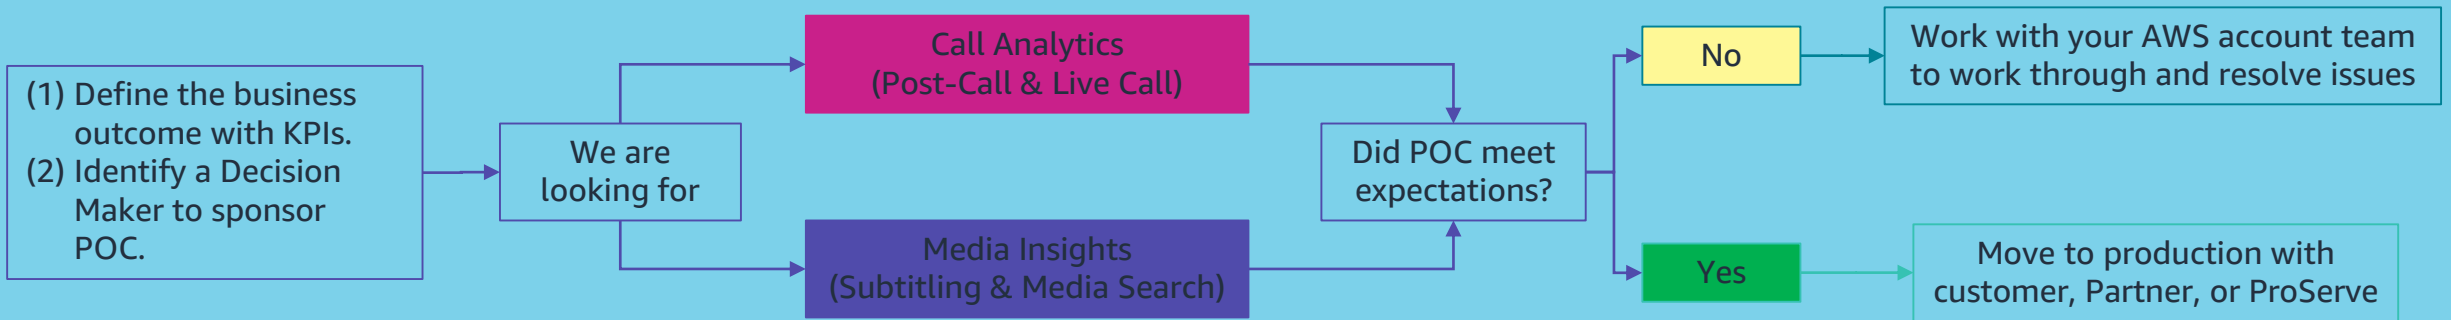 (1) Define the business
outcome with KPIs.
(2) Identify a Decision
Maker to sponsor
POC.
We are
looking for
Call Analytics
(Post-Call & Live Call)
Media Insights
(Subtitling & Media Search)
Did POC meet
expectations?
No
Work with your AWS account team
to work through and resolve issues
Yes
Move to production with
customer, Partner, or ProServe